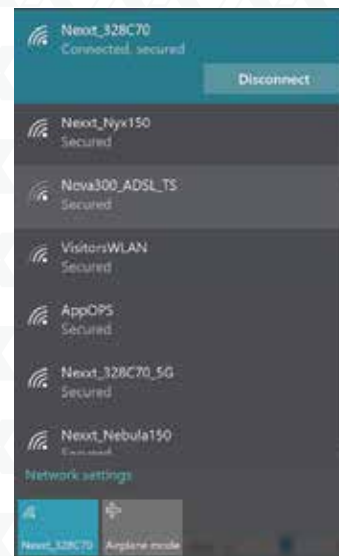 Nexxt_328C70
Connected, secured
Disconnect
Nexxt_Nyx150
Secured
Nova300_ADSL_TS
Secured
VisitorsWLAN
Secured
AppOPS
Secured
Nexxt_328C70_5G
Secured
Nexxt_Nebula150
Secured
Network settings
Nexxt_328C70
Airplane mode